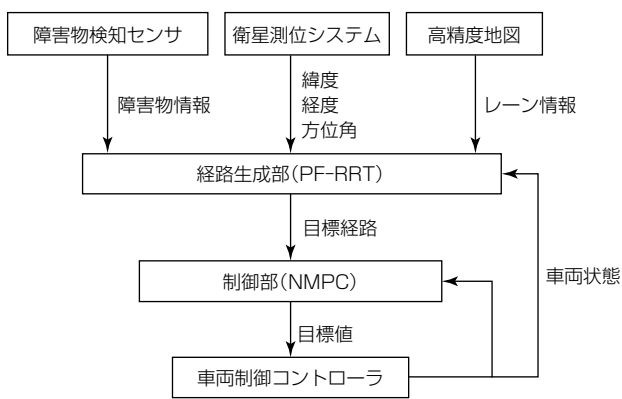 障害物検知センサ
衛星測位システム
高精度地図
障害物情報
緯度
経度
方位角
レーン情報
経路生成部(PF-RRT)
目標経路
車両状態
制御部(NMPC)
目標値
車両制御コントローラ